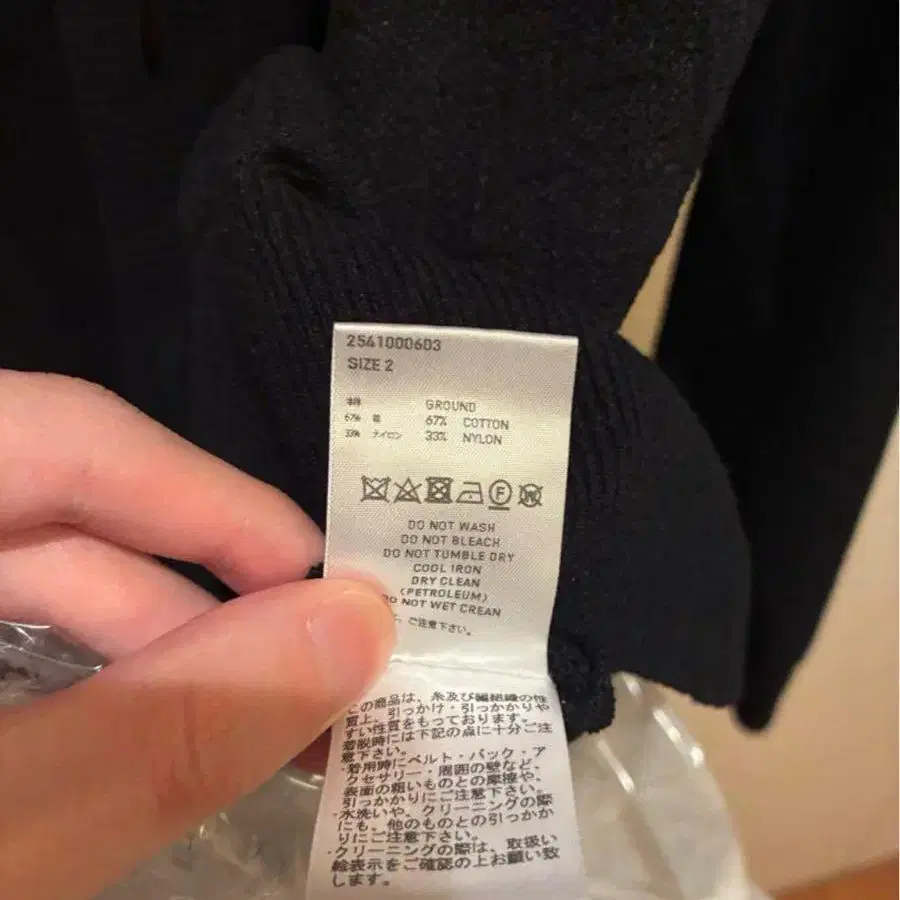 2541000603
SIZE 2
本体 GROUND
67% 綿 67% COTTON
33% ナイロン 33% NYLON
F
W
DO NOT WASH
DO NOT BLEACH
DO NOT TUMBLE DRY
COOL IRON
DRY CLEAN
(PETROLEUM)
DO NOT WET CREAN
ご注意下さい。
この商品は、糸及び編組織の性
質上、引っかけ・引っかかりや
すい性質をもっております。
着脱時には下記の点に十分ご注
意下さい。
・着用時にベルト・バック・ア
クセサリー・周囲の壁など、
表面の粗いものとの摩擦や、
引っかかりにご注意下さい。
・水洗いや、クリーニングの際
にも、他のものとの引っかか
りにご注意下さい。
・クリーニングの際は、取扱い
絵表示をご確認の上お願い致
します。